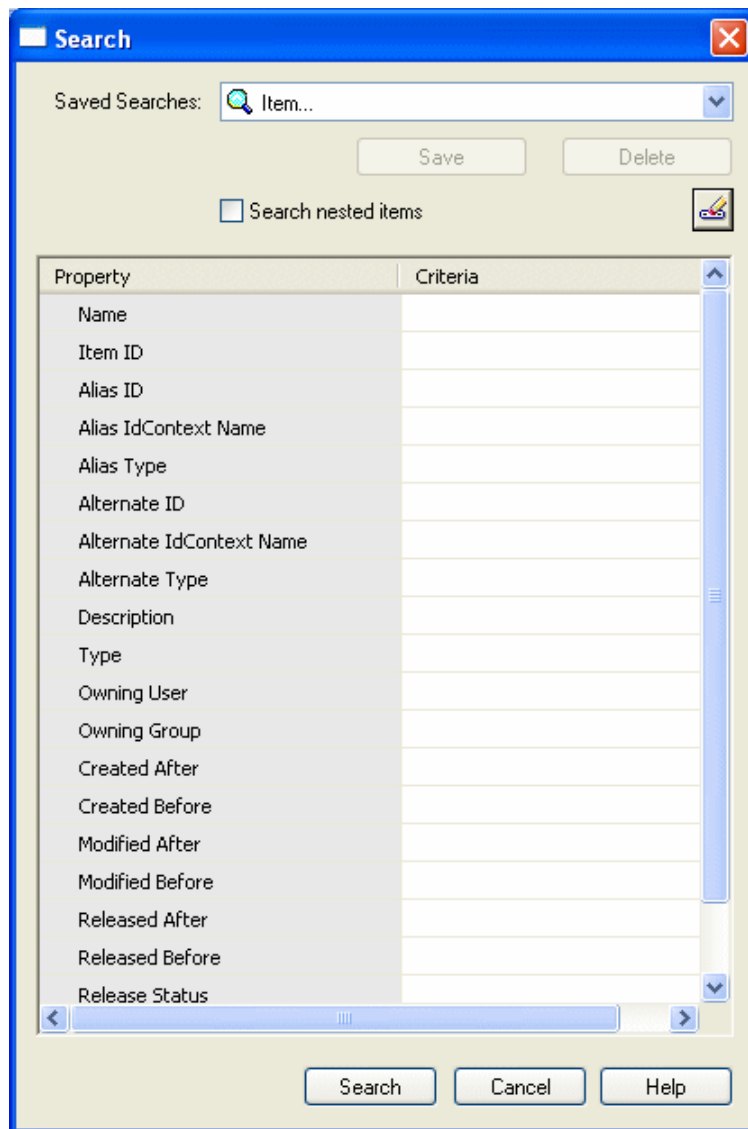 Search
Saved Searches: Item...
Save Delete
Search nested items
Property Criteria
Name
Item ID
Alias ID
Alias IdContext Name
Alias Type
Alternate ID
Alternate IdContext Name
Alternate Type
Description
Type
Owning User
Owning Group
Created After
Created Before
Modified After
Modified Before
Released After
Released Before
Release Status
Search Cancel Help